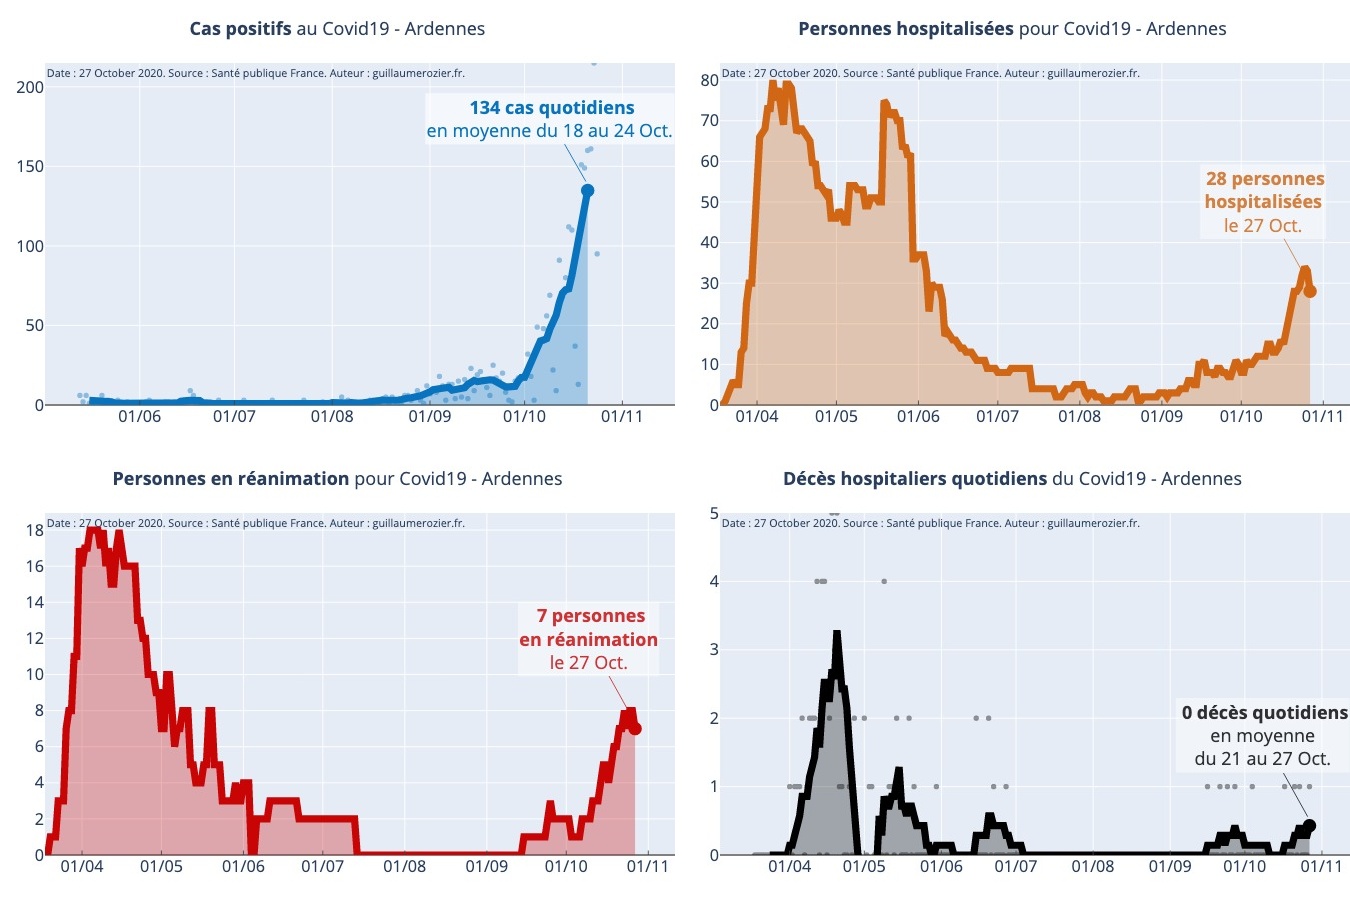 Cas positifs au Covid19 - Ardennes
Date : 27 October 2020. Source : Santé publique France. Auteur : guillaumerozier.fr.
200
150
100
50
0
134 cas quotidiens
en moyenne du 18 au 24 Oct.
01/06 01/07 01/08 01/09 01/10 01/11
Personnes hospitalisées pour Covid19 - Ardennes
Date : 27 October 2020. Source : Santé publique France. Auteur : guillaumerozier.fr.
80
70
60
50
40
30
20
10
0
28 personnes
hospitalisées
le 27 Oct.
01/04 01/05 01/06 01/07 01/08 01/09 01/10 01/11
Personnes en réanimation pour Covid19 - Ardennes
Date : 27 October 2020. Source : Santé publique France. Auteur : guillaumerozier.fr.
18
16
14
12
10
8
6
4
2
0
7 personnes
en réanimation
le 27 Oct.
01/04 01/05 01/06 01/07 01/08 01/09 01/10 01/11
Décès hospitaliers quotidiens du Covid19 - Ardennes
Date : 27 October 2020. Source : Santé publique France. Auteur : guillaumerozier.fr.
5
4
3
2
1
0
0 décès quotidiens
en moyenne
du 21 au 27 Oct.
01/04 01/05 01/06 01/07 01/08 01/09 01/10 01/11